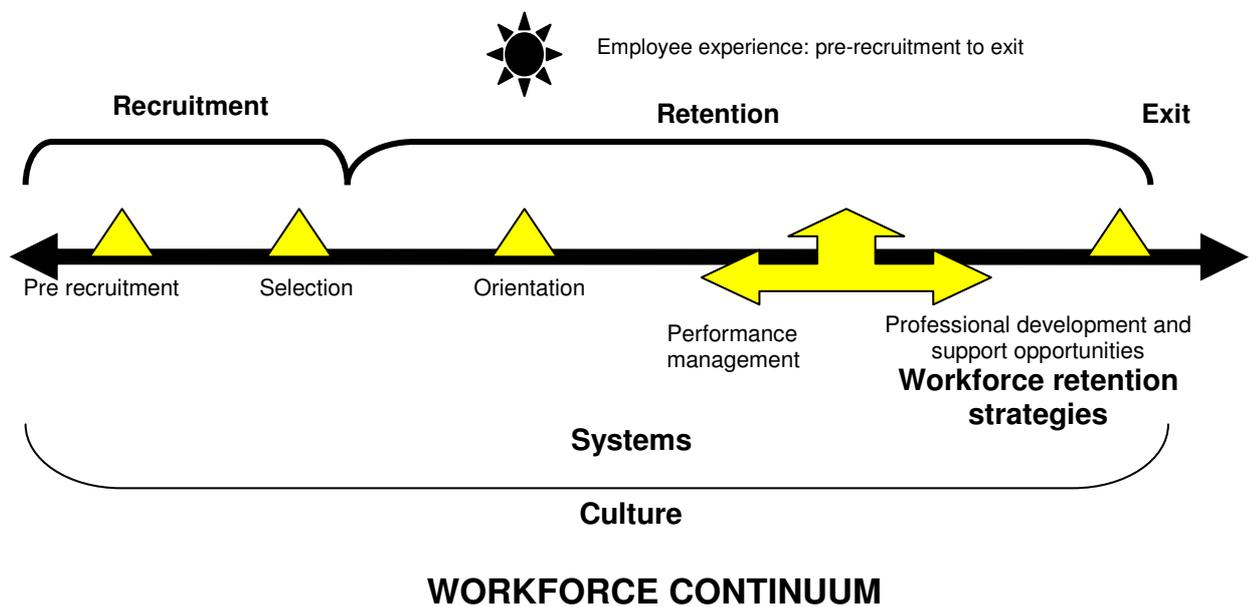 Employee experience: pre-recruitment to exit
Recruitment
Retention
Exit
Pre recruitment
Selection
Orientation
Performance
management
Professional development and
support opportunities
Workforce retention
strategies
Systems
Culture
WORKFORCE CONTINUUM